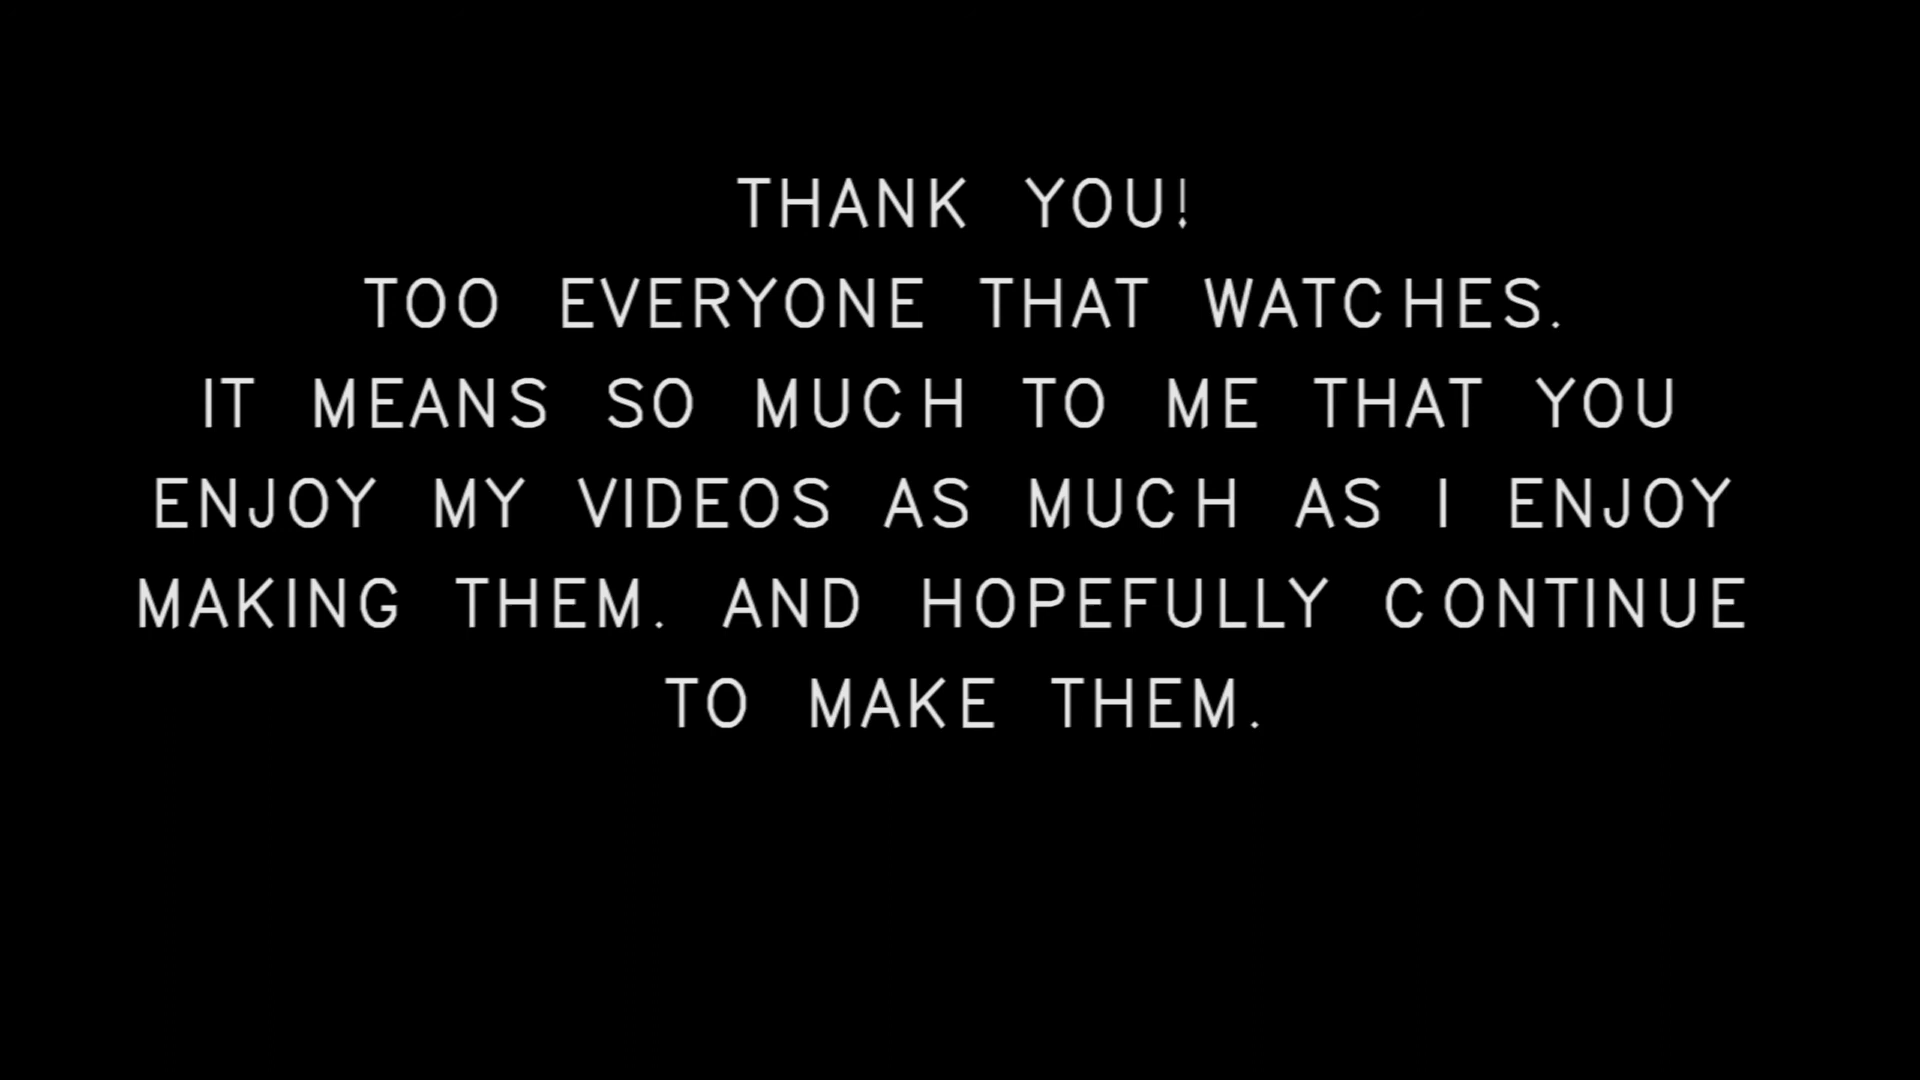 THANK YOU!
TOO EVERYONE THAT WATCHES.
IT MEANS SO MUCH TO ME THAT YOU
ENJOY MY VIDEOS AS MUCH AS I ENJOY
MAKING THEM. AND HOPEFULLY CONTINUE
TO MAKE THEM.